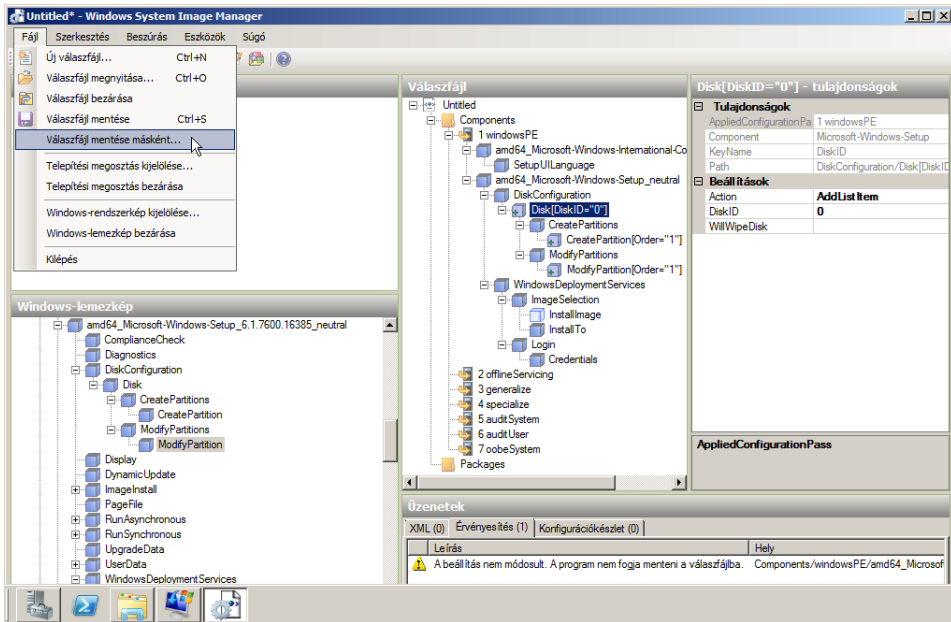 Untitled* - Windows System Image Manager
Fájl Szerkesztés Beszúrás Eszközök Súgó
Új válaszfájl... Ctrl+N
Válaszfájl megnyitása... Ctrl+O
Válaszfájl bezárása
Válaszfájl mentése Ctrl+S
Válaszfájl mentése másként...
Telepítési megosztás kijelölése...
Telepítési megosztás bezárása
Windows-rendszerkép kijelölése...
Windows-lemezkép bezárása
Kilépés
Windows-lemezkép
amd64_Microsoft-Windows-Setup_6.1.7600.16385_neutral
ComplianceCheck
Diagnostics
DiskConfiguration
Disk
CreatePartitions
CreatePartition
ModifyPartitions
ModifyPartition
Display
DynamicUpdate
ImageInstall
PageFile
RunAsynchronous
RunSynchronous
UpgradeData
UserData
WindowsDeploymentServices
Válaszfájl
Untitled
Components
1 windowsPE
amd64_Microsoft-Windows-International-Co
SetupUILanguage
amd64_Microsoft-Windows-Setup_neutral
DiskConfiguration
Disk[DiskID="0"]
CreatePartitions
CreatePartition[Order="1"]
ModifyPartitions
ModifyPartition[Order="1"]
WindowsDeploymentServices
ImageSelection
InstallImage
InstallTo
Login
Credentials
2 offlineServicing
3 generalize
4 specialize
5 auditSystem
6 auditUser
7 oobeSystem
Packages
Disk[DiskID="0"] - tulajdonságok
Tulajdonságok
AppliedConfigurationPa 1 windowsPE
Component Microsoft-Windows-Setup
KeyName DiskID
Path DiskConfiguration/Disk[DiskID
Beállítások
Action AddListItem
DiskID 0
WillWipeDisk
AppliedConfigurationPass
Üzenetek
XML (0) Érvényesítés (1) Konfigurációkészlet (0)
Leírás Hely
A beállítás nem módosult. A program nem fogja menteni a válaszfájlba. Components/windowsPE/amd64_Microsof